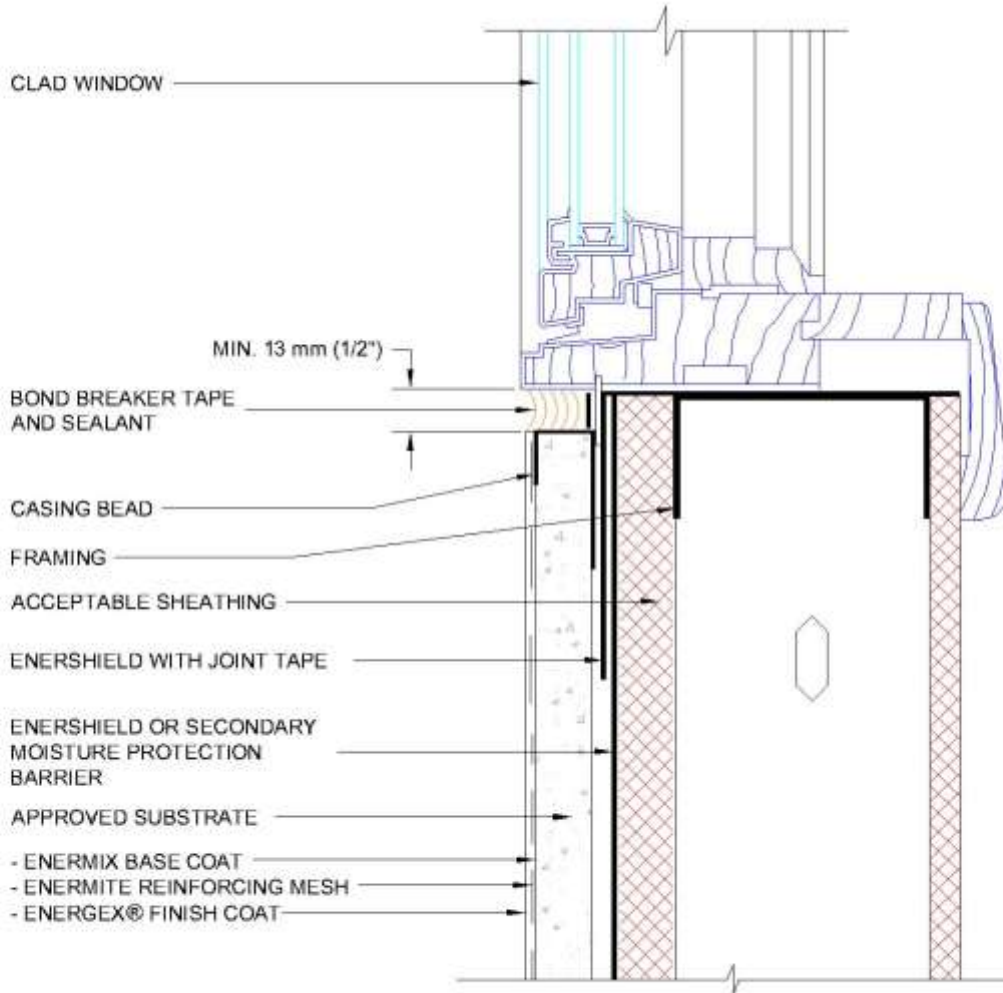 CLAD WINDOW
MIN. 13 mm (1/2")
BOND BREAKER TAPE
AND SEALANT
CASING BEAD
FRAMING
ACCEPTABLE SHEATHING
ENERSHIELD WITH JOINT TAPE
ENERSHIELD OR SECONDARY
MOISTURE PROTECTION
BARRIER
APPROVED SUBSTRATE
- ENERMIX BASE COAT
- ENERMITE REINFORCING MESH
- ENERGEX® FINISH COAT